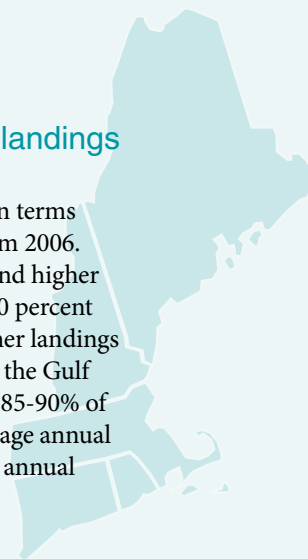 landings
n terms
m 2006.
nd higher
0 percent
her landings
the Gulf
85-90% of
age annual
annual